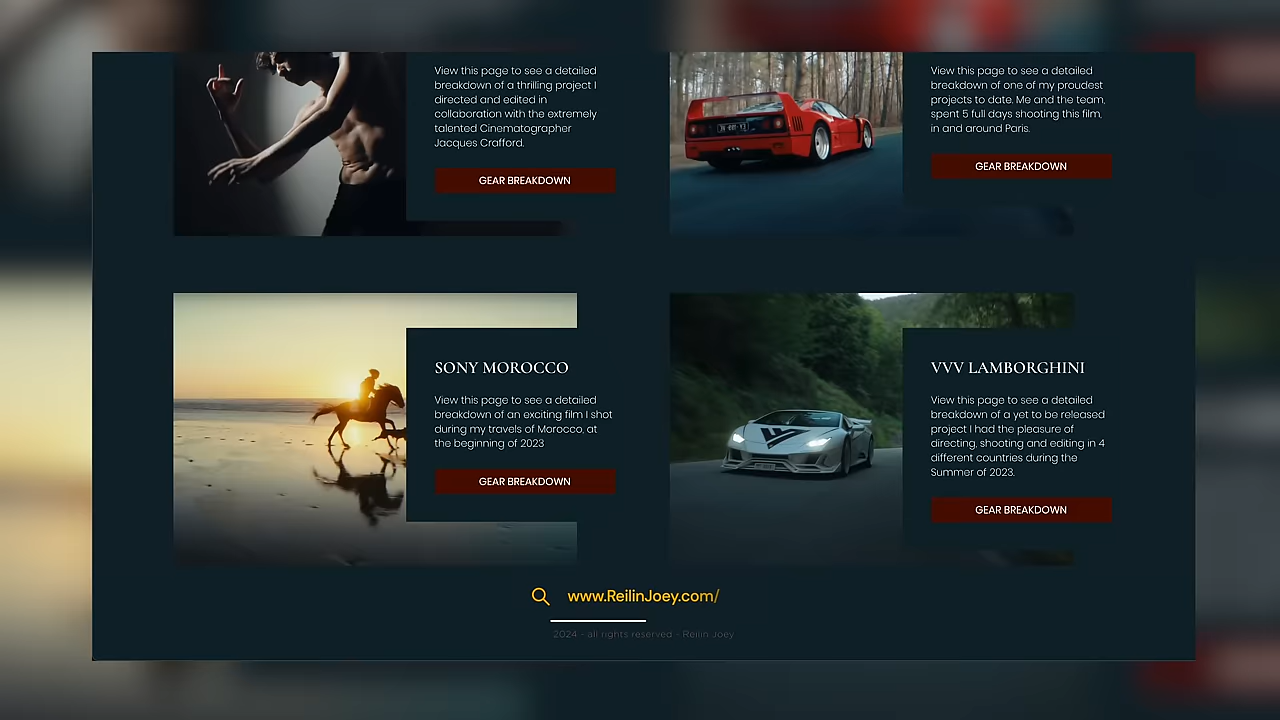 View this page to see a detailed
breakdown of a thrilling project I
directed and edited in
collaboration with the extremely
talented Cinematographer
Jacques Crafford.
GEAR BREAKDOWN
View this page to see a detailed
breakdown of one of my proudest
projects to date. Me and the team,
spent 5 full days shooting this film,
in and around Paris.
GEAR BREAKDOWN
SONY MOROCCO
View this page to see a detailed
breakdown of an exciting film I shot
during my travels of Morocco, at
the beginning of 2023
GEAR BREAKDOWN
VVV LAMBORGHINI
View this page to see a detailed
breakdown of a yet to be released
project I had the pleasure of
directing, shooting and editing in 4
different countries during the
Summer of 2023.
GEAR BREAKDOWN
www.ReilinJoey.com/
2024 - all rights reserved - Reilin Joey